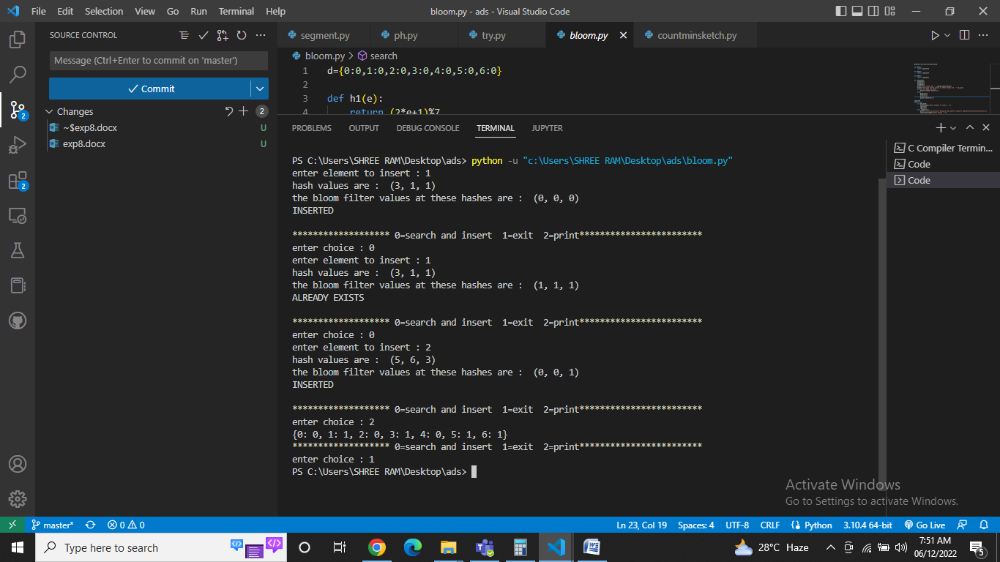 File Edit Selection View Go Run Terminal Help bloom.py - ads - Visual Studio Code
SOURCE CONTROL
Message (Ctrl+Enter to commit on 'master')
Commit
Changes 2
~$exp8.docx U
exp8.docx U
2
2
segment.py ph.py try.py bloom.py countminsketch.py
bloom.py > search
1 d={0:0,1:0,2:0,3:0,4:0,5:0,6:0}
2
3 def h1(e):
4 return (2*e+1)%7
PROBLEMS OUTPUT DEBUG CONSOLE TERMINAL JUPYTER
PS C:\Users\SHREE RAM\Desktop\ads> python -u "c:\Users\SHREE RAM\Desktop\ads\bloom.py"
enter element to insert : 1
hash values are :  (3, 1, 1)
the bloom filter values at these hashes are :  (0, 0, 0)
INSERTED
******************* 0=search and insert  1=exit  2=print************************
enter choice : 0
enter element to insert : 1
hash values are :  (3, 1, 1)
the bloom filter values at these hashes are :  (1, 1, 1)
ALREADY EXISTS
******************* 0=search and insert  1=exit  2=print************************
enter choice : 0
enter element to insert : 2
hash values are :  (5, 6, 3)
the bloom filter values at these hashes are :  (0, 0, 1)
INSERTED
******************* 0=search and insert  1=exit  2=print************************
enter choice : 2
{0: 0, 1: 1, 2: 0, 3: 1, 4: 0, 5: 1, 6: 1}
******************* 0=search and insert  1=exit  2=print************************
enter choice : 1
PS C:\Users\SHREE RAM\Desktop\ads>
C Compiler Termin...
Code
Code
Activate Windows
Go to Settings to activate Windows.
master* 0 0 Ln 23, Col 19 Spaces: 4 UTF-8 CRLF Python 3.10.4 64-bit Go Live
Type here to search
28°C Haze
7:51 AM
06/12/2022
5